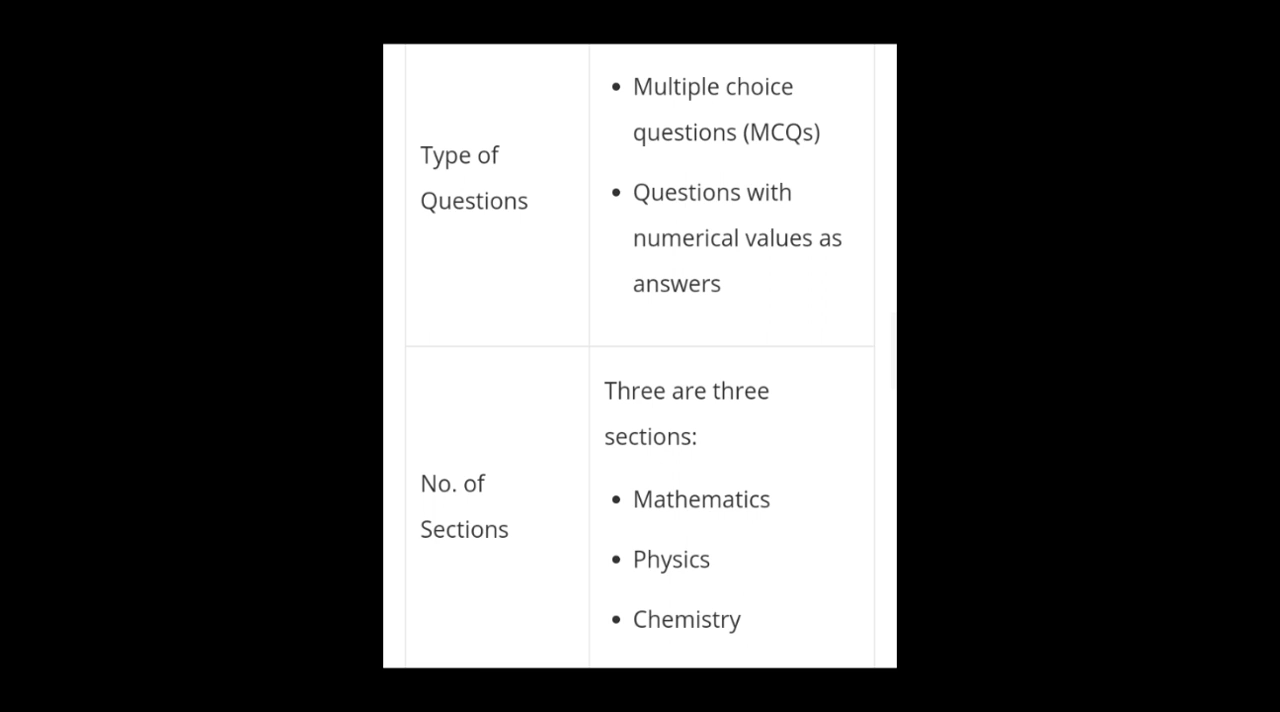 Type of
Questions
• Multiple choice
questions (MCQs)
• Questions with
numerical values as
answers
No. of
Sections
Three are three
sections:
• Mathematics
• Physics
• Chemistry